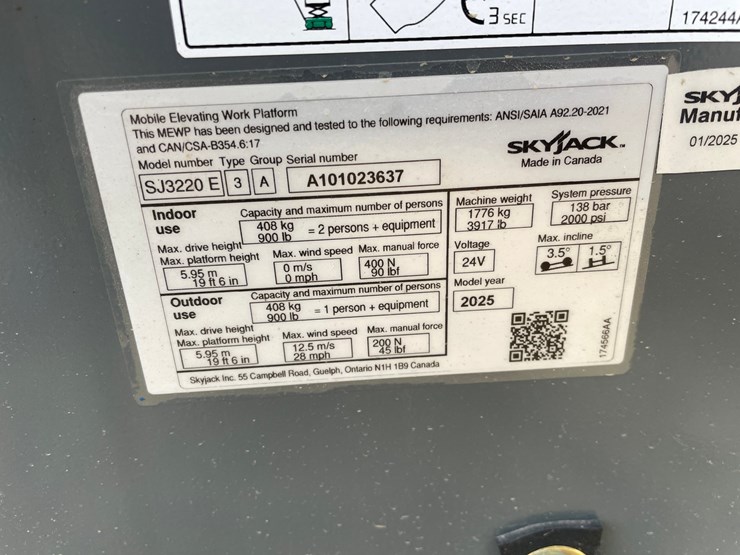 3 SEC
174244
Mobile Elevating Work Platform
This MEWP has been designed and tested to the following requirements: ANSI/SAIA A92.20-2021
and CAN/CSA-B354.6:17
SKYJACK
Made in Canada
Model number Type Group Serial number
SJ3220 E 3 A A101023637
Indoor use
Capacity and maximum number of persons
408 kg
900 lb
= 2 persons + equipment
Max. drive height
Max. platform height
5.95 m
19 ft 6 in
Max. wind speed
0 m/s
0 mph
Max. manual force
400 N
90 lbf
Outdoor use
Capacity and maximum number of persons
408 kg
900 lb
= 1 person + equipment
Max. drive height
Max. platform height
5.95 m
19 ft 6 in
Max. wind speed
12.5 m/s
28 mph
Max. manual force
200 N
45 lbf
Machine weight
1776 kg
3917 lb
System pressure
138 bar
2000 psi
Voltage
24V
Max. incline
3.5° 1.5°
Model year
2025
174566AA
Skyjack Inc. 55 Campbell Road, Guelph, Ontario N1H 1B9 Canada
SKYJ
Manuf
01/2025